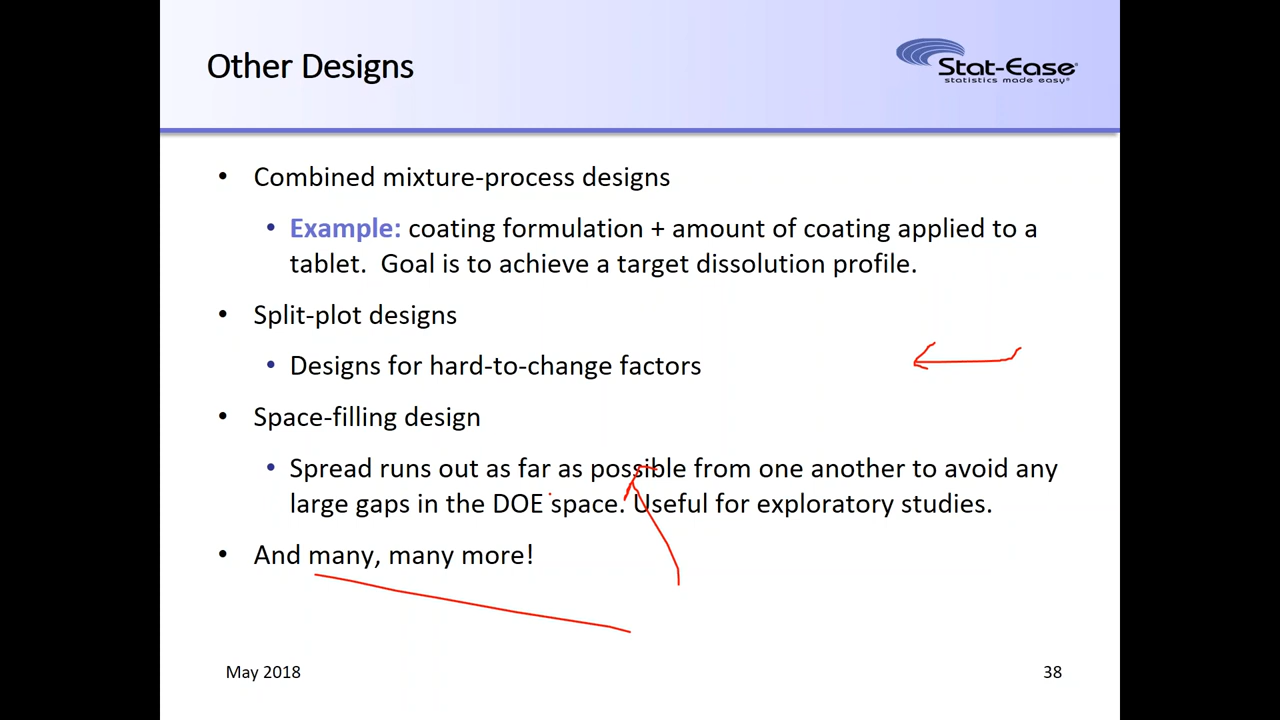 Other Designs
Stat-Ease®
statistics made easy®
• Combined mixture-process designs
• Example: coating formulation + amount of coating applied to a
tablet.  Goal is to achieve a target dissolution profile.
• Split-plot designs
• Designs for hard-to-change factors
• Space-filling design
• Spread runs out as far as possible from one another to avoid any
large gaps in the DOE space. Useful for exploratory studies.
• And many, many more!
May 2018
38